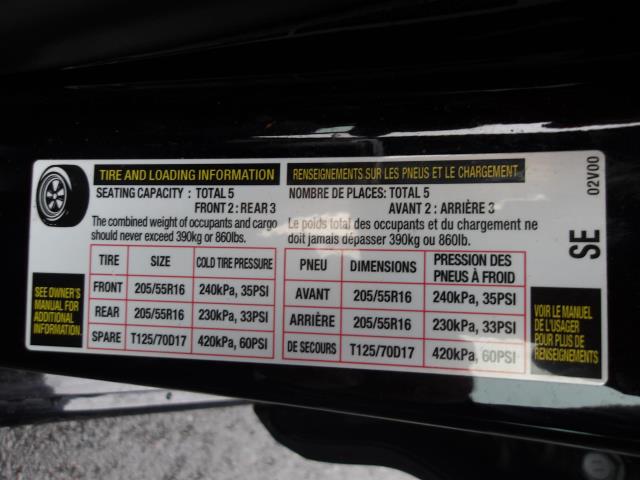 TIRE AND LOADING INFORMATION
SEATING CAPACITY : TOTAL 5
FRONT 2 : REAR 3
The combined weight of occupants and cargo
should never exceed 390kg or 860lbs.
TIRE SIZE COLD TIRE PRESSURE
FRONT 205/55R16 240kPa, 35PSI
REAR 205/55R16 230kPa, 33PSI
SPARE T125/70D17 420kPa, 60PSI
SEE OWNER'S
MANUAL FOR
ADDITIONAL
INFORMATION
RENSEIGNEMENTS SUR LES PNEUS ET LE CHARGEMENT
NOMBRE DE PLACES: TOTAL 5
AVANT 2 : ARRIÈRE 3
Le poids total des occupants et du chargement ne
doit jamais dépasser 390kg ou 860lb.
PNEU DIMENSIONS PRESSION DES
PNEUS À FROID
AVANT 205/55R16 240kPa, 35PSI
ARRIÈRE 205/55R16 230kPa, 33PSI
DE SECOURS T125/70D17 420kPa, 60PSI
VOIR LE MANUEL
DE L'USAGER
POUR PLUS DE
RENSEIGNEMENTS
02V00
SE